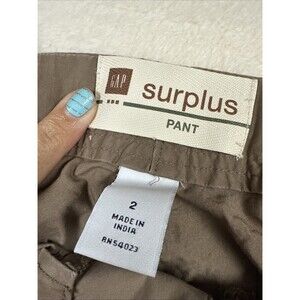 GAP
surplus
PANT
2
MADE IN
INDIA
RN54023